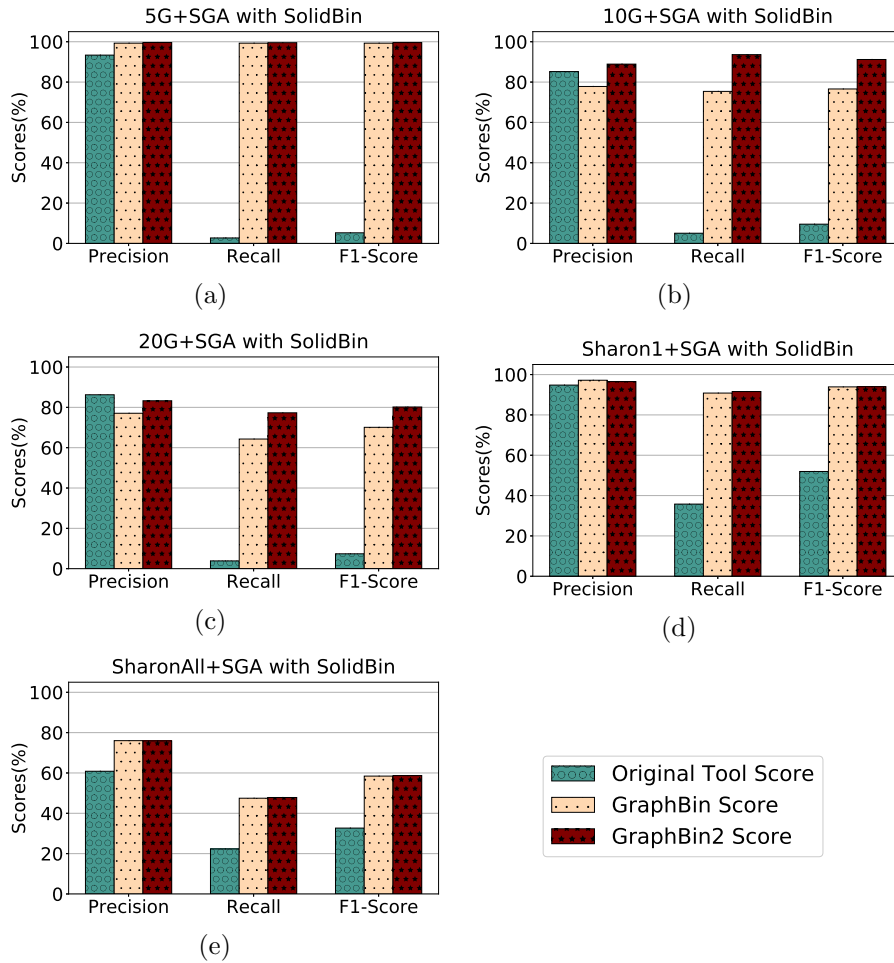 5G+SGA with SolidBin
100
80
60
40
20
0
Scores(%)
Precision Recall F1-Score
(a)
10G+SGA with SolidBin
100
80
60
40
20
0
Scores(%)
Precision Recall F1-Score
(b)
20G+SGA with SolidBin
100
80
60
40
20
0
Scores(%)
Precision Recall F1-Score
(c)
Sharon1+SGA with SolidBin
100
80
60
40
20
0
Scores(%)
Precision Recall F1-Score
(d)
SharonAll+SGA with SolidBin
100
80
60
40
20
0
Scores(%)
Precision Recall F1-Score
(e)
Original Tool Score
GraphBin Score
GraphBin2 Score